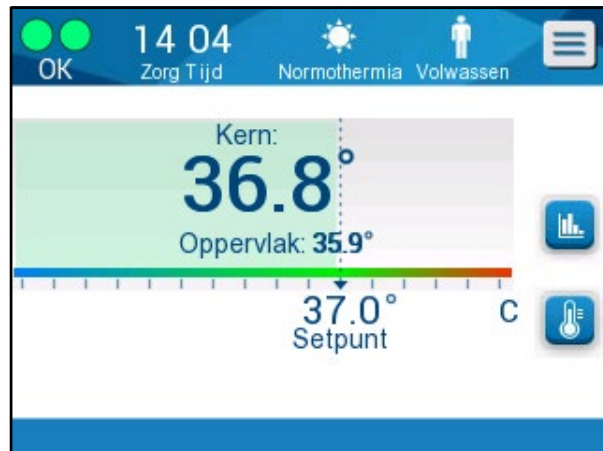 OK
14 04
Zorg Tijd
Normothermia
Volwassen
Kern:
36.8°
Oppervlak: 35.9°
37.0° C
Setpunt